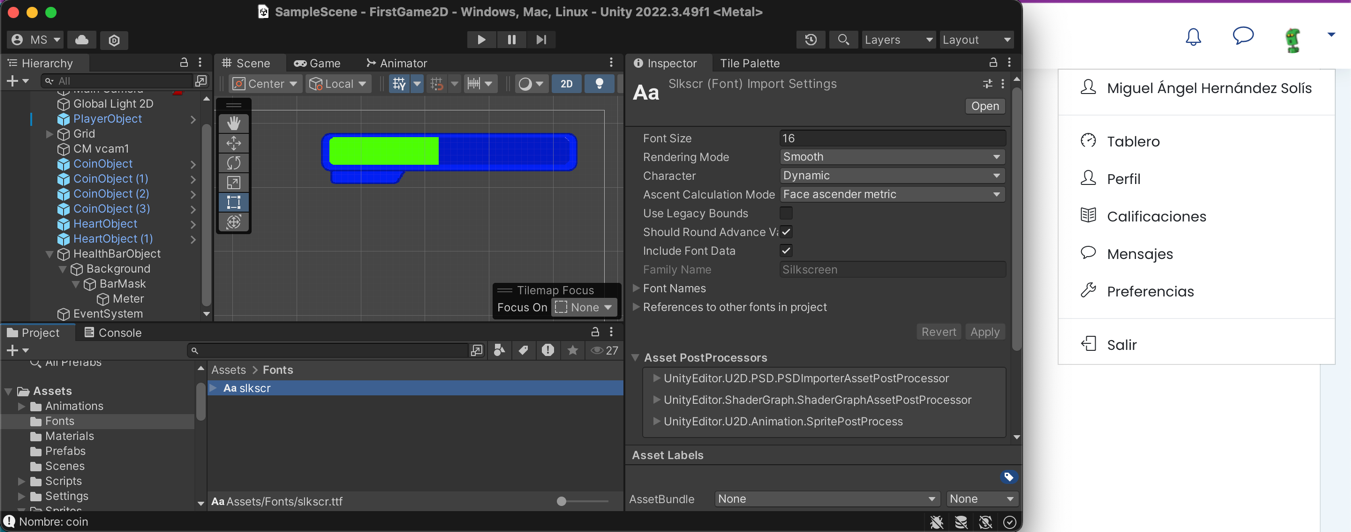 SampleScene - FirstGame2D - Windows, Mac, Linux - Unity 2022.3.49f1 <Metal>
MS
Layers
Layout
Hierarchy
All
Main Camera
Global Light 2D
PlayerObject
Grid
CM vcam1
CoinObject
CoinObject (1)
CoinObject (2)
CoinObject (3)
HeartObject
HeartObject (1)
HealthBarObject
Background
BarMask
Meter
EventSystem
Scene
Game
Animator
Center
Local
2D
Tilemap Focus
Focus On
None
Inspector
Tile Palette
Aa
Slkscr (Font) Import Settings
Open
Font Size
16
Rendering Mode
Smooth
Character
Dynamic
Ascent Calculation Mode
Face ascender metric
Use Legacy Bounds
Should Round Advance Va
Include Font Data
Family Name
Silkscreen
Font Names
References to other fonts in project
Revert
Apply
Asset PostProcessors
UnityEditor.U2D.PSD.PSDImporterAssetPostProcessor
UnityEditor.ShaderGraph.ShaderGraphAssetPostProcessor
UnityEditor.U2D.Animation.SpritePostProcess
Asset Labels
AssetBundle
None
None
Project
Console
27
All Prefabs
Assets
Animations
Fonts
Materials
Prefabs
Scenes
Scripts
Settings
Sprites
Assets > Fonts
Aa slkscr
Aa Assets/Fonts/slkscr.ttf
Nombre: coin
Miguel Ángel Hernández Solís
Tablero
Perfil
Calificaciones
Mensajes
Preferencias
Salir